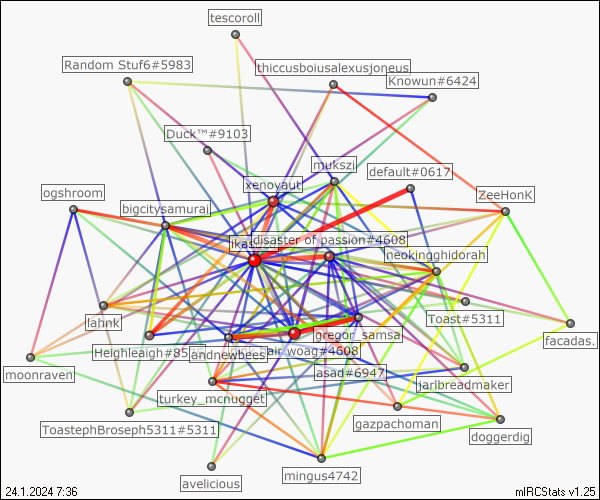 tescoroll
Random Stuf6#5983
thiccusboiusalexusjoneus
Knowun#6424
Duck™#9103
mukszi
default#0617
xenoyaut
ogshroom
ZeeHonK
bigcitysamurai
disaster of passion#4608
neokingghidorah
lahnk
Toast#5311
gregor_samsa
facadas.
Heighleaigh#85
andnewbees
air woag#4608
moonraven
asad#6947
jarlbreadmaker
turkey_mcnugget
gazpachoman
ToastephBroseph5311#5311
doggerdig
avelicious
mingus4742
24.1.2024 7:36
mIRCStats v1.25